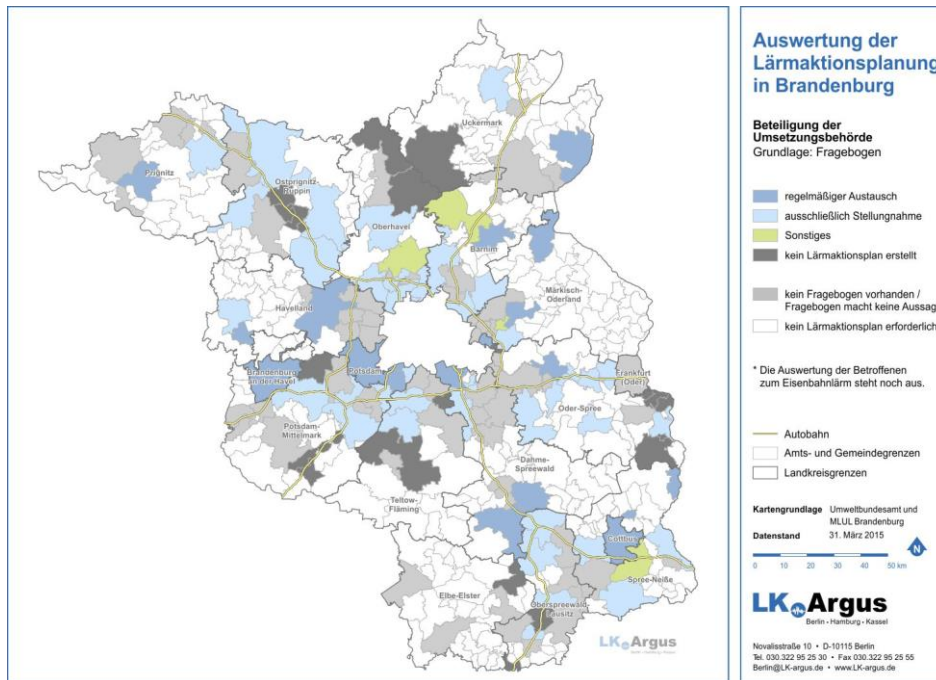 Auswertung der
Lärmaktionsplanung
in Brandenburg
Beteiligung der
Umsetzungsbehörde
Grundlage: Fragebogen
regelmäßiger Austausch
ausschließlich Stellungnahme
Sonstiges
kein Lärmaktionsplan erstellt
kein Fragebogen vorhanden /
Fragebogen macht keine Aussag
kein Lärmaktionsplan erforderlich
* Die Auswertung der Betroffenen
zum Eisenbahnlärm steht noch aus.
Autobahn
Amts- und Gemeindegrenzen
Landkreisgrenzen
Kartengrundlage Umweltbundesamt und
MLUL Brandenburg
Datenstand 31. März 2015
N
0 10 20 30 40 50 km
LK Argus
Berlin • Hamburg • Kassel
Novalisstraße 10 • D-10115 Berlin
Tel. 030.322 95 25 30 • Fax 030.322 95 25 55
Berlin@LK-argus.de • www.LK-argus.de
Uckermark
Prignitz
Ostprignitz-
Ruppin
Oberhavel
Barnim
Märkisch-
Oderland
Havelland
Brandenburg
an der Havel
Potsdam
Frankfurt
(Oder)
Oder-Spree
Potsdam-
Mittelmark
Dahme-
Spreewald
Teltow-
Fläming
Cottbus
Spree-Neiße
Elbe-Elster
Oberspreewald-
Lausitz
LK Argus